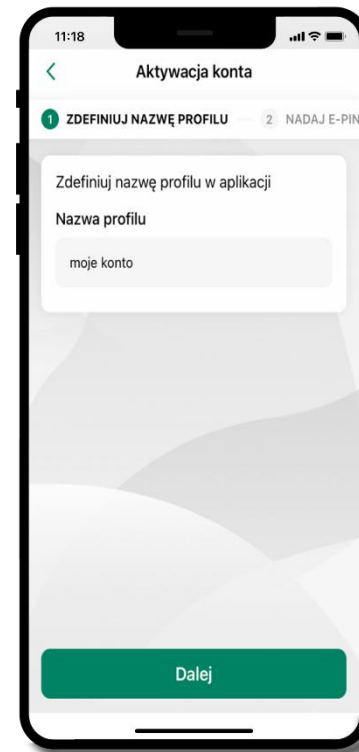 11:18
Aktywacja konta
1 ZDEFINIUJ NAZWĘ PROFILU 2 NADAJ E-PIN
Zdefiniuj nazwę profilu w aplikacji
Nazwa profilu
moje konto
Dalej